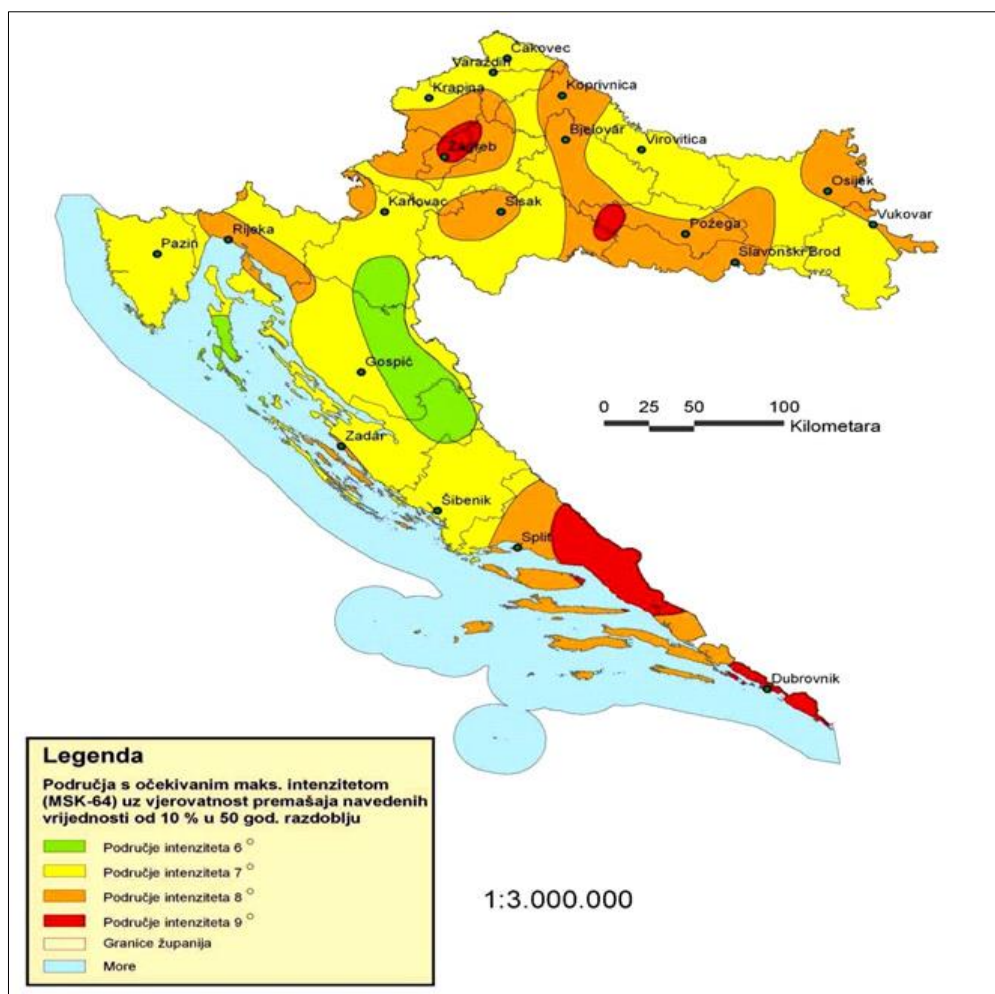 Čakovec
Varaždin
Krapina
Koprivnica
Bjelovar
Virovitica
Zagreb
Osijek
Karlovac
Sisak
Vukovar
Rijeka
Požega
Pazin
Slavonski Brod
Gospić
0 25 50 100
Kilometara
Zadar
Šibenik
Split
Dubrovnik
Legenda
Područja s očekivanim maks. intenzitetom
(MSK-64) uz vjerovatnost premašaja navedenih
vrijednosti od 10 % u 50 god. razdoblju
Područje intenziteta 6 °
Područje intenziteta 7 °
Područje intenziteta 8 °
Područje intenziteta 9 °
Granice županija
More
1:3.000.000